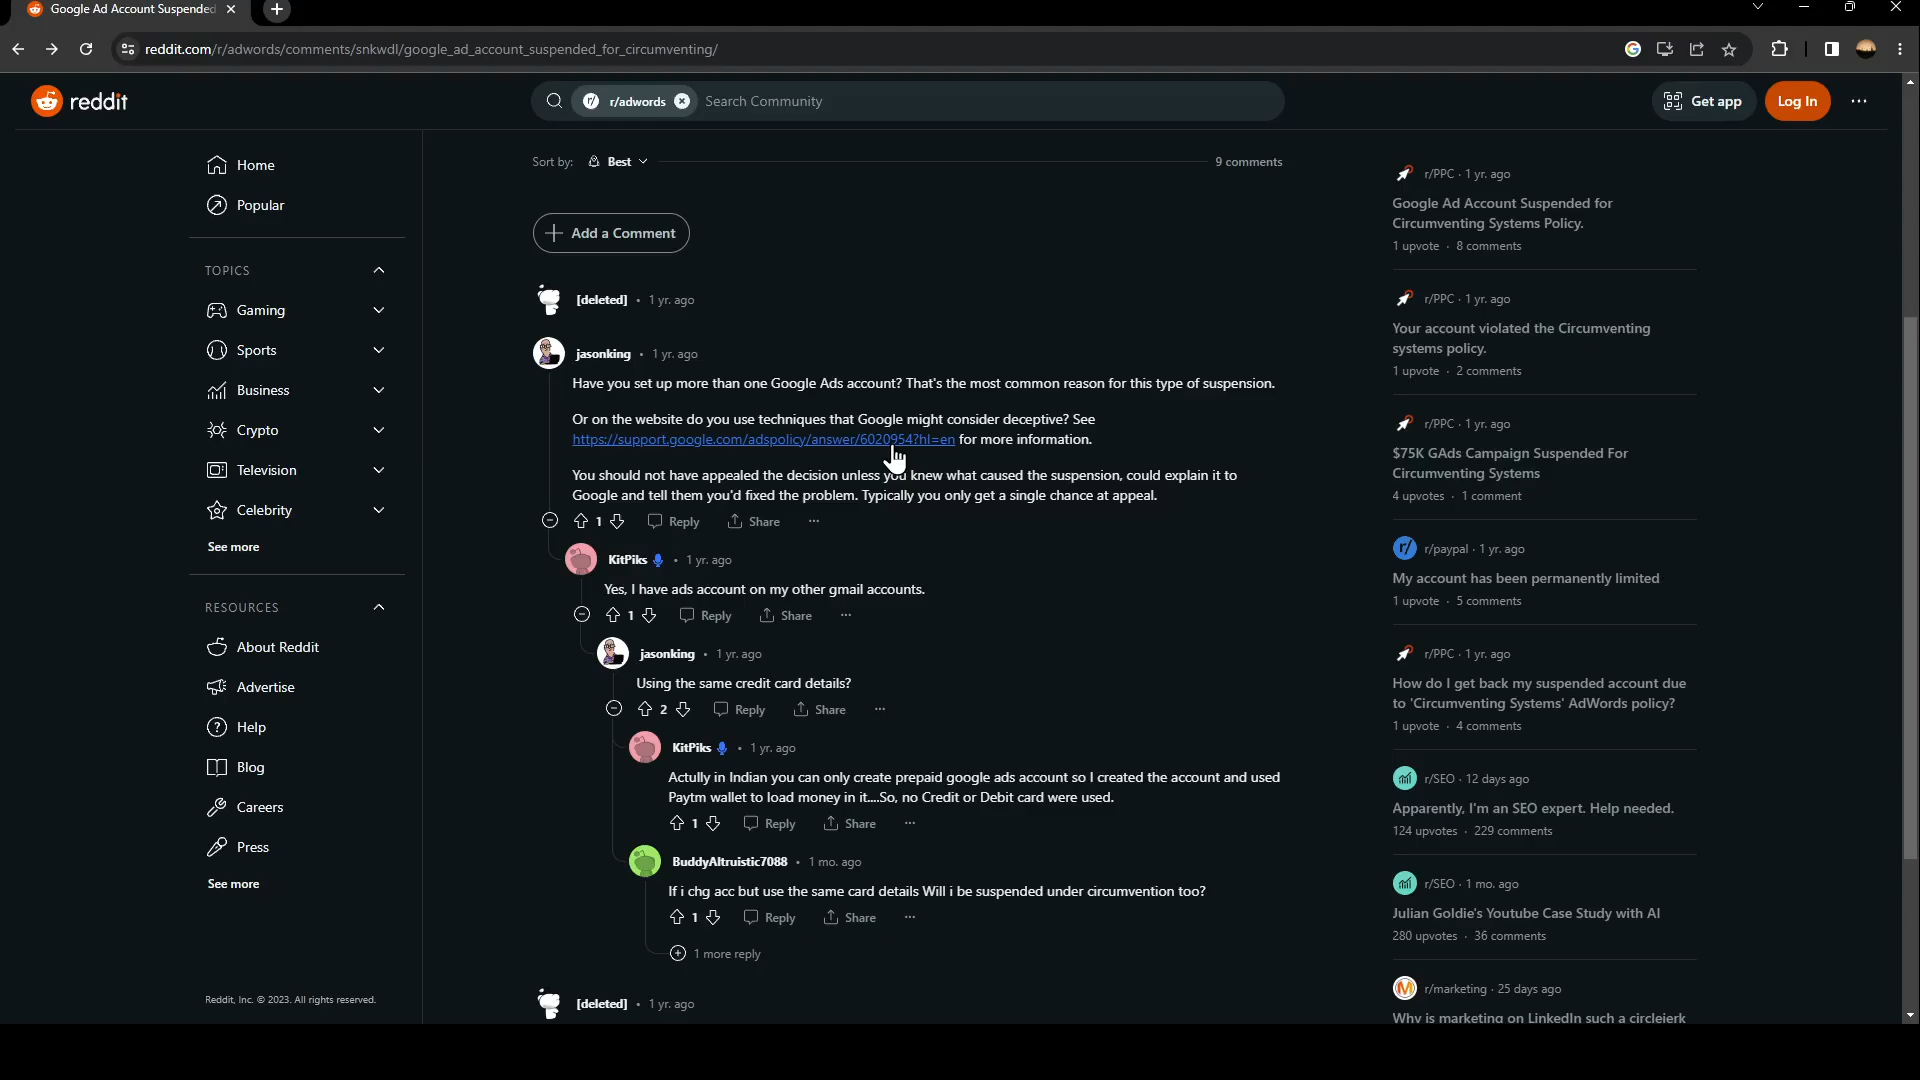 Google Ad Account Suspended
reddit.com/r/adwords/comments/snkwdl/google_ad_account_suspended_for_circumventing/
reddit
r/adwords
Search Community
Get app
Log In
Home
Popular
TOPICS
Gaming
Sports
Business
Crypto
Television
Celebrity
See more
RESOURCES
About Reddit
Advertise
Help
Blog
Careers
Press
See more
Reddit, Inc. © 2023. All rights reserved.
Sort by: Best
9 comments
Add a Comment
[deleted] • 1 yr. ago
jasonking • 1 yr. ago
Have you set up more than one Google Ads account? That's the most common reason for this type of suspension.
Or on the website do you use techniques that Google might consider deceptive? See
https://support.google.com/adspolicy/answer/6020954?hl=en for more information.
You should not have appealed the decision unless you knew what caused the suspension, could explain it to
Google and tell them you'd fixed the problem. Typically you only get a single chance at appeal.
1 Reply Share ···
KitPiks • 1 yr. ago
Yes, I have ads account on my other gmail accounts.
1 Reply Share ···
jasonking • 1 yr. ago
Using the same credit card details?
2 Reply Share ···
KitPiks • 1 yr. ago
Actully in Indian you can only create prepaid google ads account so I created the account and used
Paytm wallet to load money in it....So, no Credit or Debit card were used.
1 Reply Share ···
BuddyAltruistic7088 • 1 mo. ago
If i chg acc but use the same card details Will i be suspended under circumvention too?
1 Reply Share ···
1 more reply
[deleted] • 1 yr. ago
r/PPC · 1 yr. ago
Google Ad Account Suspended for
Circumventing Systems Policy.
1 upvote · 8 comments
r/PPC · 1 yr. ago
Your account violated the Circumventing
systems policy.
1 upvote · 2 comments
r/PPC · 1 yr. ago
$75K GAds Campaign Suspended For
Circumventing Systems
4 upvotes · 1 comment
r/paypal · 1 yr. ago
My account has been permanently limited
1 upvote · 5 comments
r/PPC · 1 yr. ago
How do I get back my suspended account due
to 'Circumventing Systems' AdWords policy?
1 upvote · 4 comments
r/SEO · 12 days ago
Apparently, I'm an SEO expert. Help needed.
124 upvotes · 229 comments
r/SEO · 1 mo. ago
Julian Goldie's Youtube Case Study with AI
280 upvotes · 36 comments
r/marketing · 25 days ago
Why is marketing on LinkedIn such a circlejerk